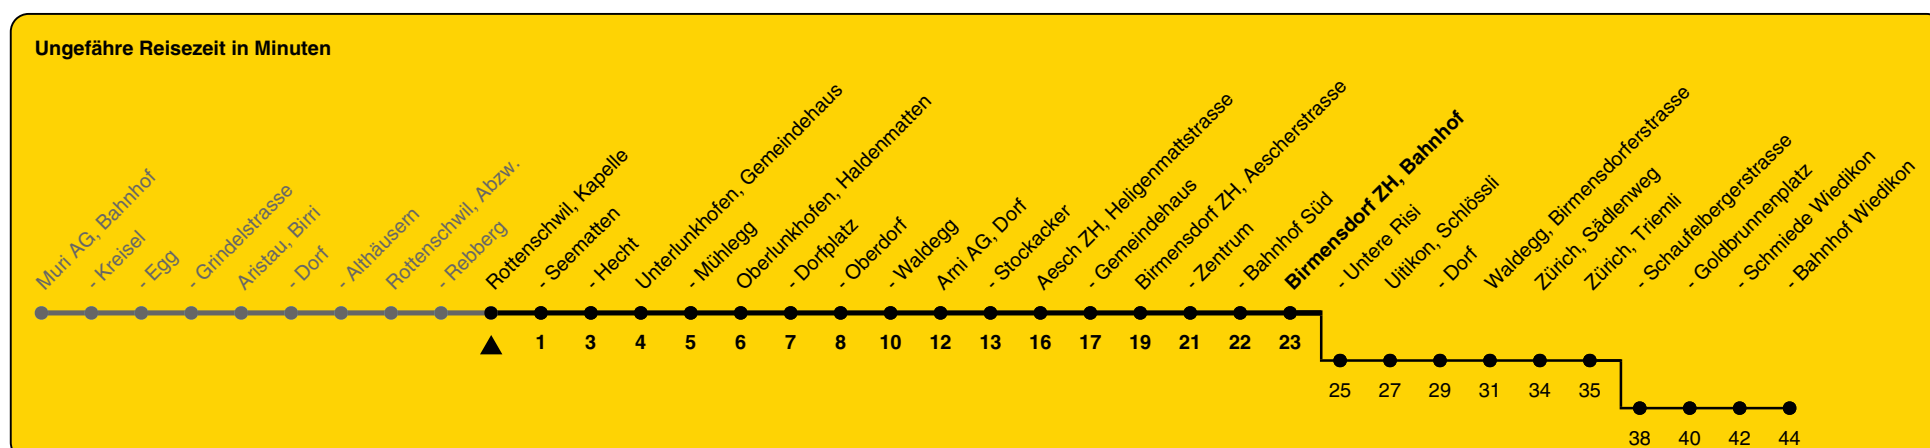 Ungefähre Reisezeit in Minuten
Muri AG, Bahnhof
- Kreisel
- Egg
- Grindelstrasse
Aristau, Birri
- Dorf
- Althäusern
Rottenschwil, Abzw.
- Rebberg
Rottenschwil, Kapelle
- Seematten
- Hecht
Unterlunkhofen, Gemeindehaus
- Mühlegg
Oberlunkhofen, Haldenmatten
- Dorfplatz
- Oberdorf
- Waldegg
Arni AG, Dorf
- Stockacker
Aesch ZH, Heligenmattstrasse
- Gemeindehaus
Birmensdorf ZH, Aescherstrasse
- Zentrum
- Bahnhof Süd
Birmensdorf ZH, Bahnhof
- Untere Risi
Uitikon, Schlössli
- Dorf
Waldegg, Birmensdorferstrasse
Zürich, Sädlenweg
Zürich, Triemli
- Schaufelbergerstrasse
- Goldbrunnenplatz
- Schmiede Wiedikon
- Bahnhof Wiedikon
1 3 4 5 6 7 8 10 12 13 16 17 19 21 22 23
25 27 29 31 34 35
38 40 42 44